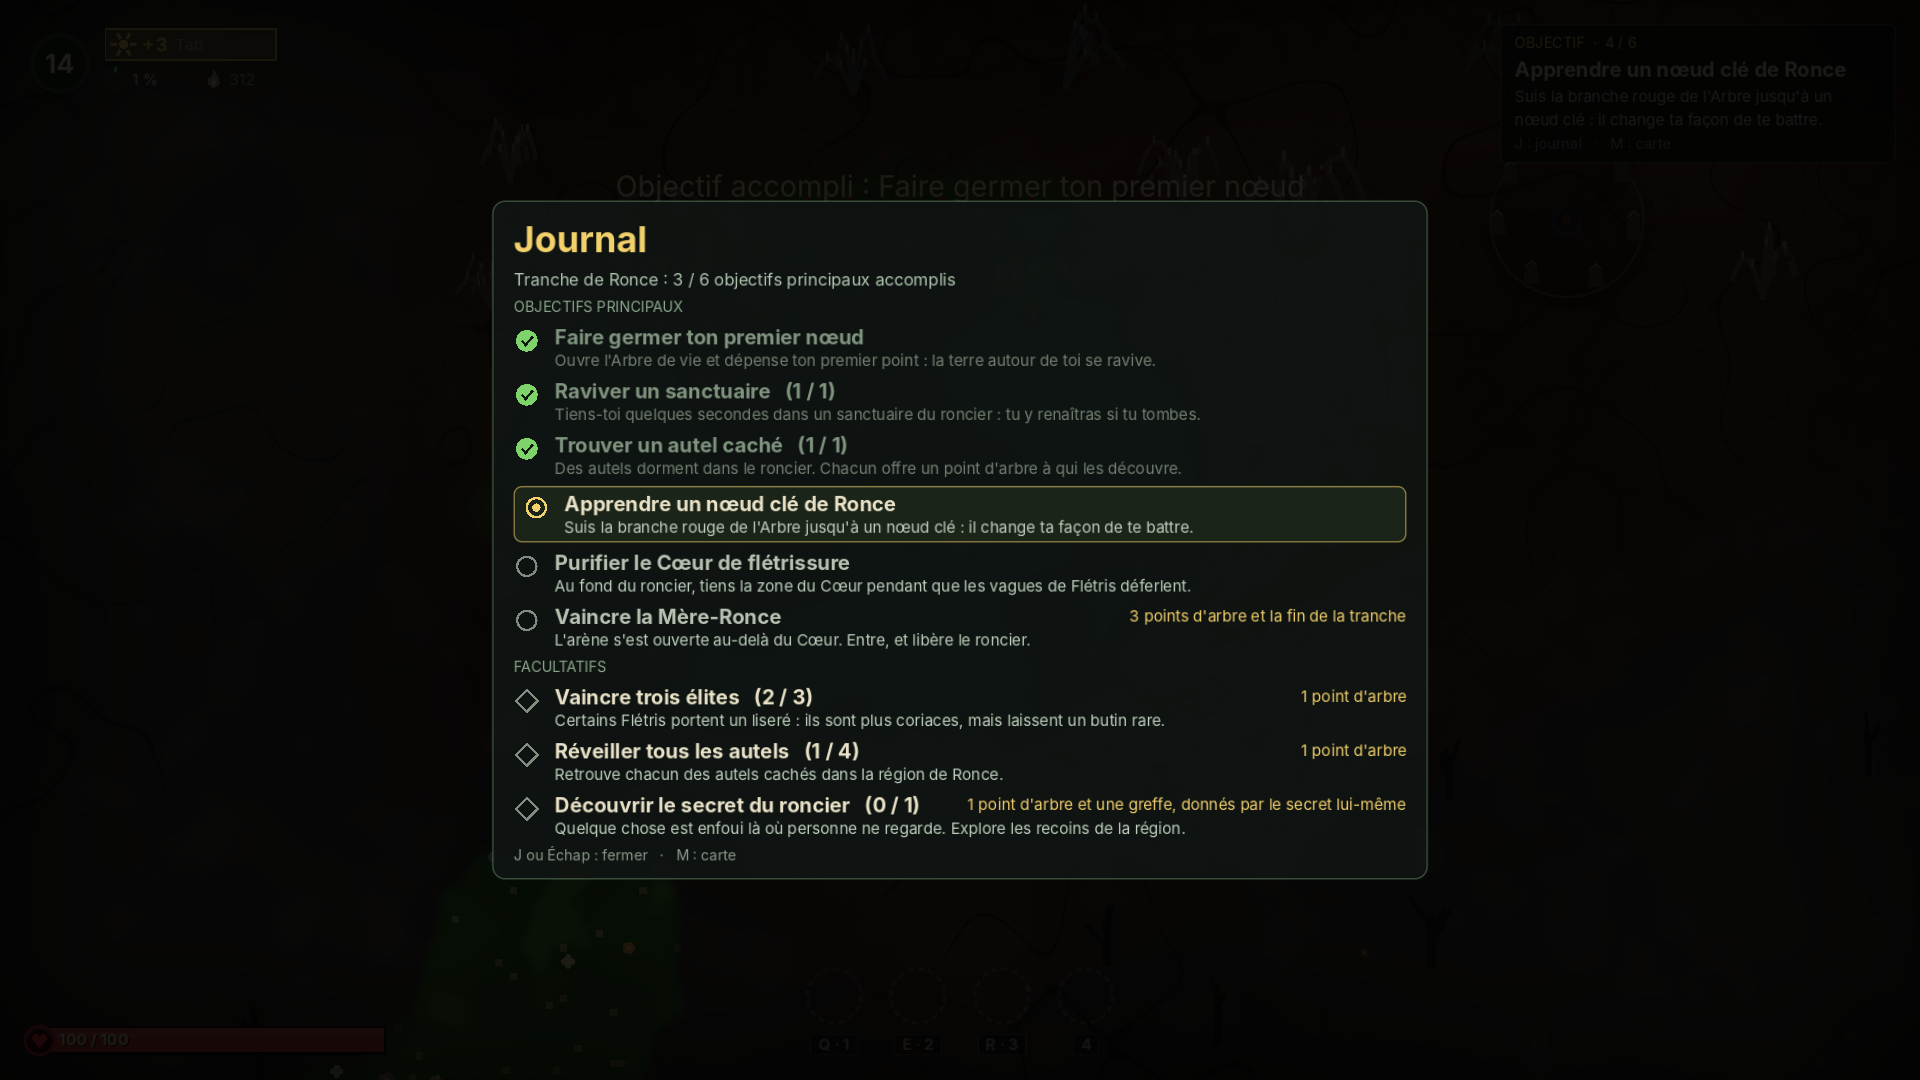 14
+3 Tab
1 %
312
OBJECTIF · 4 / 6
Apprendre un nœud clé de Ronce
Suis la branche rouge de l'Arbre jusqu'à un
nœud clé : il change ta façon de te battre.
J : journal · M : carte
Objectif accompli : Faire germer ton premier nœud
Journal
Tranche de Ronce : 3 / 6 objectifs principaux accomplis
OBJECTIFS PRINCIPAUX
Faire germer ton premier nœud
Ouvre l'Arbre de vie et dépense ton premier point : la terre autour de toi se ravive.
Raviver un sanctuaire (1 / 1)
Tiens-toi quelques secondes dans un sanctuaire du roncier : tu y renaîtras si tu tombes.
Trouver un autel caché (1 / 1)
Des autels dorment dans le roncier. Chacun offre un point d'arbre à qui les découvre.
Apprendre un nœud clé de Ronce
Suis la branche rouge de l'Arbre jusqu'à un nœud clé : il change ta façon de te battre.
Purifier le Cœur de flétrissure
Au fond du roncier, tiens la zone du Cœur pendant que les vagues de Flétris déferlent.
Vaincre la Mère-Ronce 3 points d'arbre et la fin de la tranche
L'arène s'est ouverte au-delà du Cœur. Entre, et libère le roncier.
FACULTATIFS
Vaincre trois élites (2 / 3) 1 point d'arbre
Certains Flétris portent un liseré : ils sont plus coriaces, mais laissent un butin rare.
Réveiller tous les autels (1 / 4) 1 point d'arbre
Retrouve chacun des autels cachés dans la région de Ronce.
Découvrir le secret du roncier (0 / 1) 1 point d'arbre et une greffe, donnés par le secret lui-même
Quelque chose est enfoui là où personne ne regarde. Explore les recoins de la région.
J ou Échap : fermer · M : carte
100 / 100
Q · 1 E · 2 R · 3 4